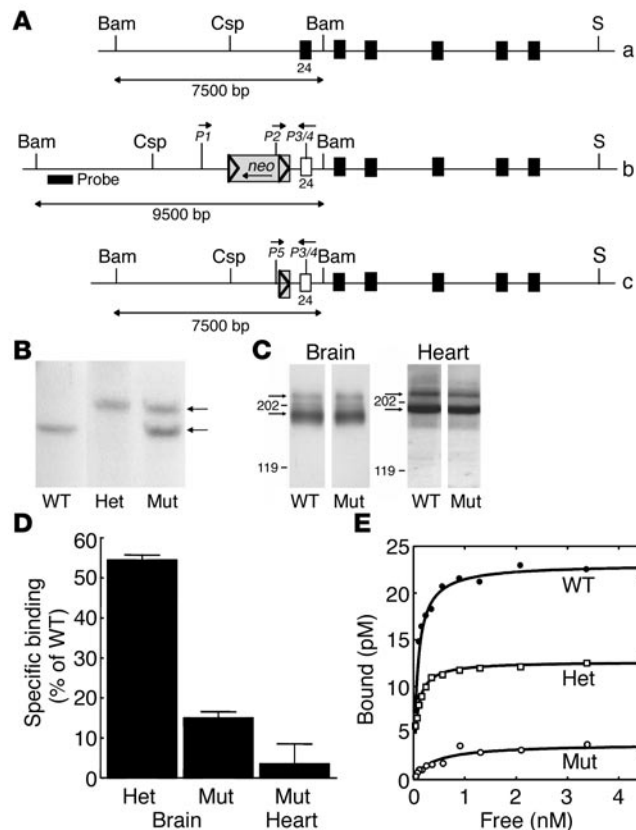 A
Bam Csp Bam S
24
a
7500 bp
P1 P2 P3/4
Bam Csp Bam S
neo
24
b
Probe
9500 bp
Bam Csp P5 P3/4 Bam S
24
c
7500 bp
B
WT Het Mut
C
Brain Heart
202 202
119 119
WT Mut WT Mut
D
Specific binding
(% of WT)
60
50
40
30
20
10
0
Het Mut Mut
Brain Heart
E
Bound (pM)
25
20
15
10
5
0
WT
Het
Mut
0 1 2 3 4
Free (nM)